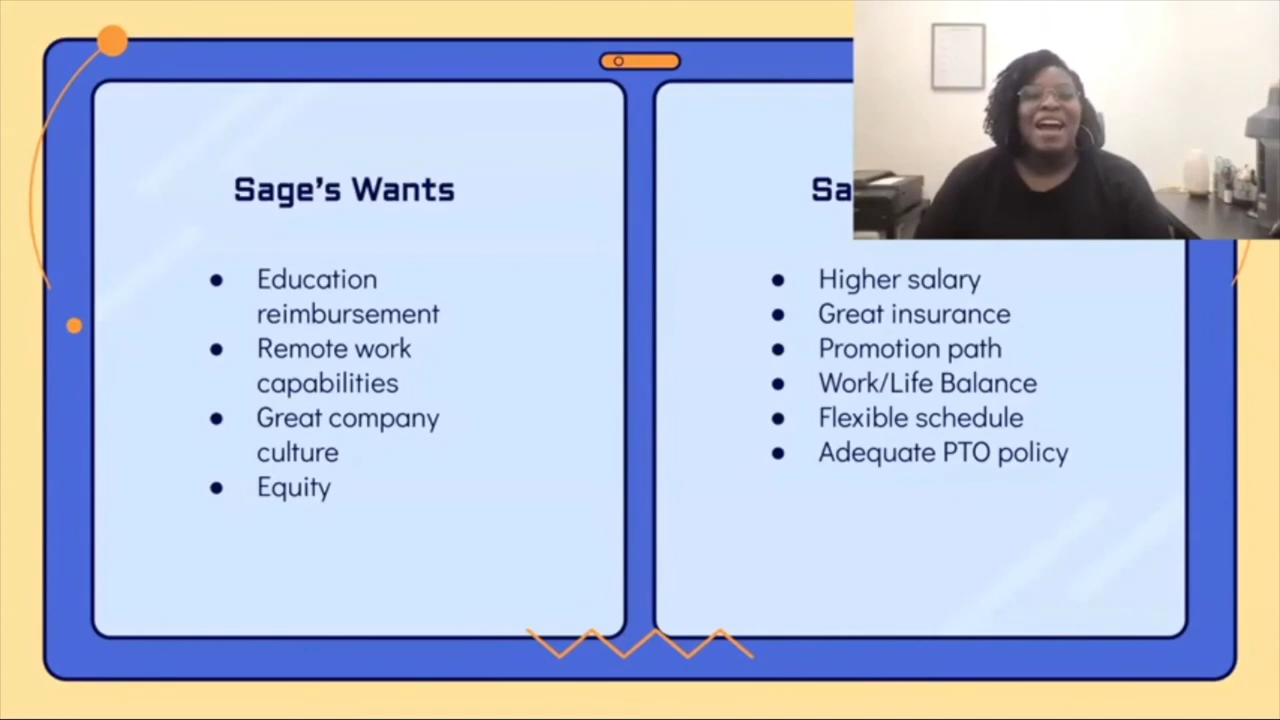 Sage's Wants
● Education
reimbursement
● Remote work
capabilities
● Great company
culture
● Equity
Sa
● Higher salary
● Great insurance
● Promotion path
● Work/Life Balance
● Flexible schedule
● Adequate PTO policy